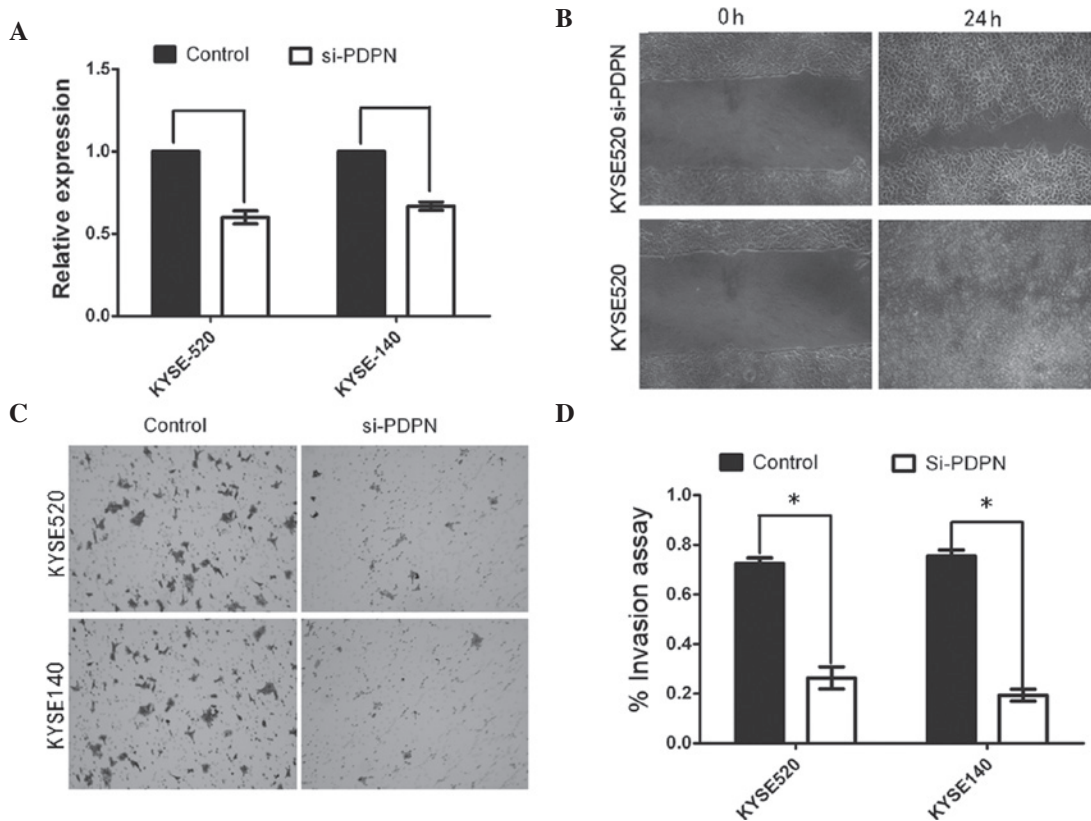 A
Control
si-PDPN
Relative expression
1.5
1.0
0.5
0.0
KYSE-520
KYSE-140
B
0h
24h
KYSE520 si-PDPN
KYSE520
C
Control
si-PDPN
KYSE520
KYSE140
D
Control
Si-PDPN
% Invasion assay
1.0
0.8
0.6
0.4
0.2
0.0
*
*
KYSE520
KYSE140